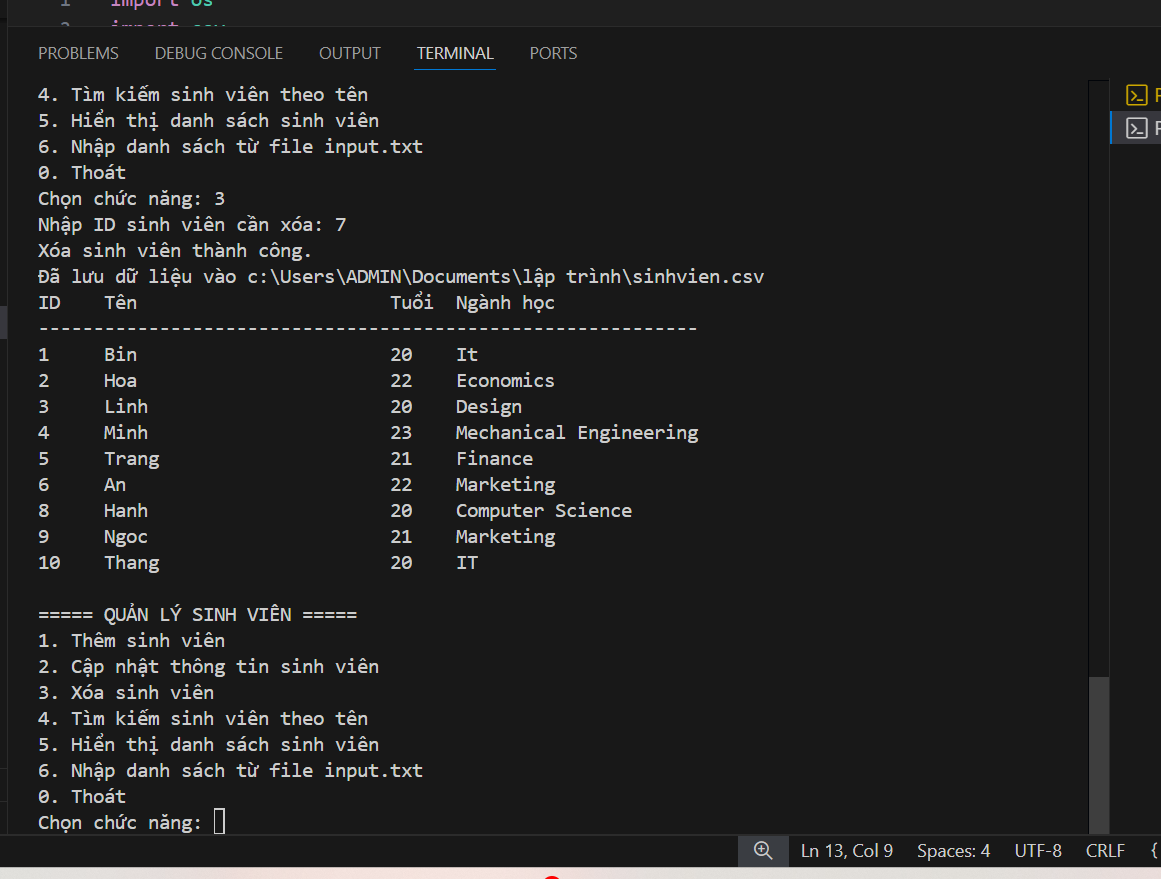 1 import os
PROBLEMS DEBUG CONSOLE OUTPUT TERMINAL PORTS
4. Tìm kiếm sinh viên theo tên
5. Hiển thị danh sách sinh viên
6. Nhập danh sách từ file input.txt
0. Thoát
Chọn chức năng: 3
Nhập ID sinh viên cần xóa: 7
Xóa sinh viên thành công.
Đã lưu dữ liệu vào c:\Users\ADMIN\Documents\lập trình\sinhvien.csv
ID Tên Tuổi Ngành học
------------------------------------------------------------
1 Bin 20 It
2 Hoa 22 Economics
3 Linh 20 Design
4 Minh 23 Mechanical Engineering
5 Trang 21 Finance
6 An 22 Marketing
8 Hanh 20 Computer Science
9 Ngoc 21 Marketing
10 Thang 20 IT
===== QUẢN LÝ SINH VIÊN =====
1. Thêm sinh viên
2. Cập nhật thông tin sinh viên
3. Xóa sinh viên
4. Tìm kiếm sinh viên theo tên
5. Hiển thị danh sách sinh viên
6. Nhập danh sách từ file input.txt
0. Thoát
Chọn chức năng:
Ln 13, Col 9 Spaces: 4 UTF-8 CRLF {